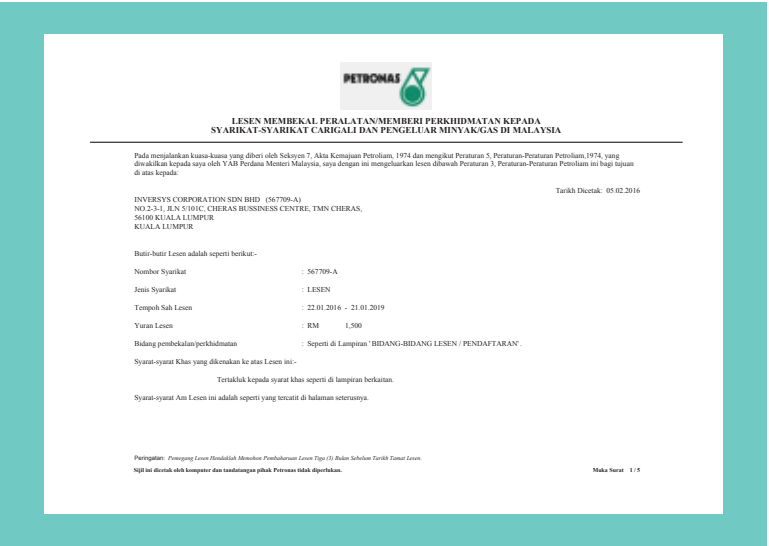 PETRONAS
LESEN MEMBEKAL PERALATAN/MEMBERI PERKHIDMATAN KEPADA
SYARIKAT-SYARIKAT CARIGALI DAN PENGELUAR MINYAK/GAS DI MALAYSIA
Pada menjalankan kuasa-kuasa yang diberi oleh Seksyen 7, Akta Kemajuan Petroliam, 1974 dan mengikut Peraturan 5, Peraturan-Peraturan Petroliam,1974, yang
diwakilkan kepada saya oleh YAB Perdana Menteri Malaysia, saya dengan ini mengeluarkan lesen dibawah Peraturan 3, Peraturan-Peraturan Petroliam ini bagi tujuan
di atas kepada:
Tarikh Dicetak: 05.02.2016
INVERSYS CORPORATION SDN BHD (567709-A)
NO.2-3-1, JLN 5/101C, CHERAS BUSSINESS CENTRE, TMN CHERAS,
56100 KUALA LUMPUR
KUALA LUMPUR
Butir-butir Lesen adalah seperti berikut:-
Nombor Syarikat : 567709-A
Jenis Syarikat : LESEN
Tempoh Sah Lesen : 22.01.2016 - 21.01.2019
Yuran Lesen : RM 1,500
Bidang pembekalan/perkhidmatan : Seperti di Lampiran 'BIDANG-BIDANG LESEN / PENDAFTARAN'.
Syarat-syarat Khas yang dikenakan ke atas Lesen ini:-
Tertakluk kepada syarat khas seperti di lampiran berkaitan.
Syarat-syarat Am Lesen ini adalah seperti yang tercatit di halaman seterusnya.
Peringatan: Pemegang Lesen Hendaklah Memohon Pembaharuan Lesen Tiga (3) Bulan Sebelum Tarikh Tamat Lesen.
Sijil ini dicetak oleh komputer dan tandatangan pihak Petronas tidak diperlukan.
Muka Surat 1 / 5